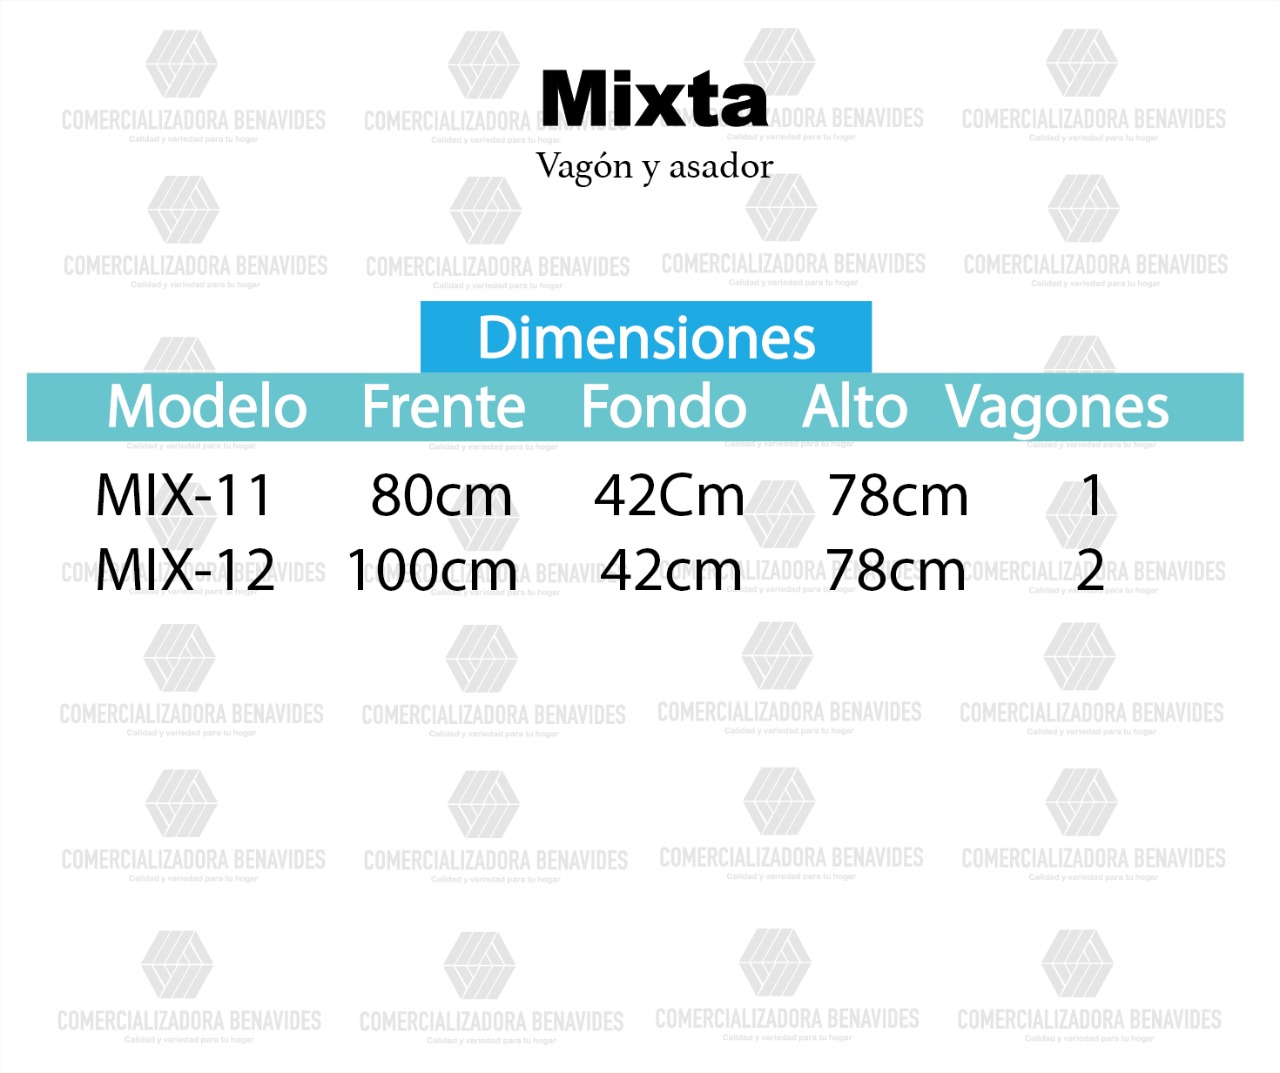 Mixta
Vagón y asador
Dimensiones
Modelo Frente Fondo Alto Vagones
MIX-11 80cm 42Cm 78cm 1
MIX-12 100cm 42cm 78cm 2
COMERCIALIZADORA BENAVIDES
Calidad y variedad para tu hogar